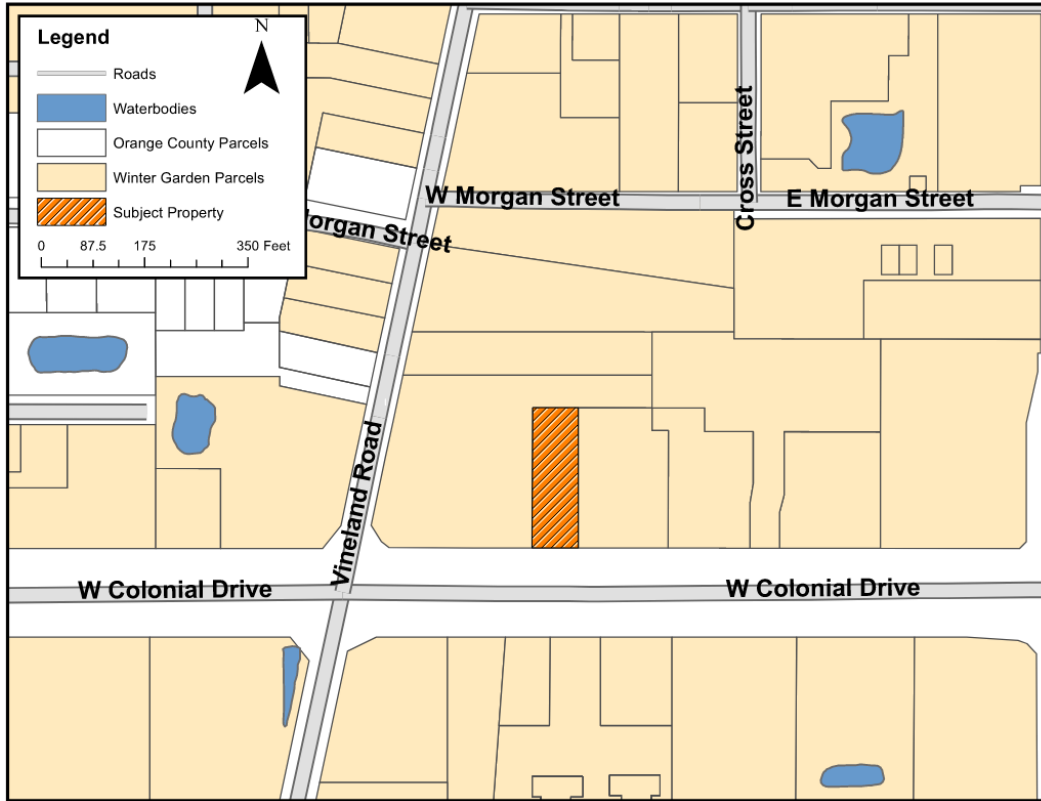 Legend
N
Roads
Waterbodies
Orange County Parcels
Winter Garden Parcels
Subject Property
0 87.5 175 350 Feet
Cross Street
W Morgan Street
E Morgan Street
Morgan Street
Vineland Road
W Colonial Drive
W Colonial Drive